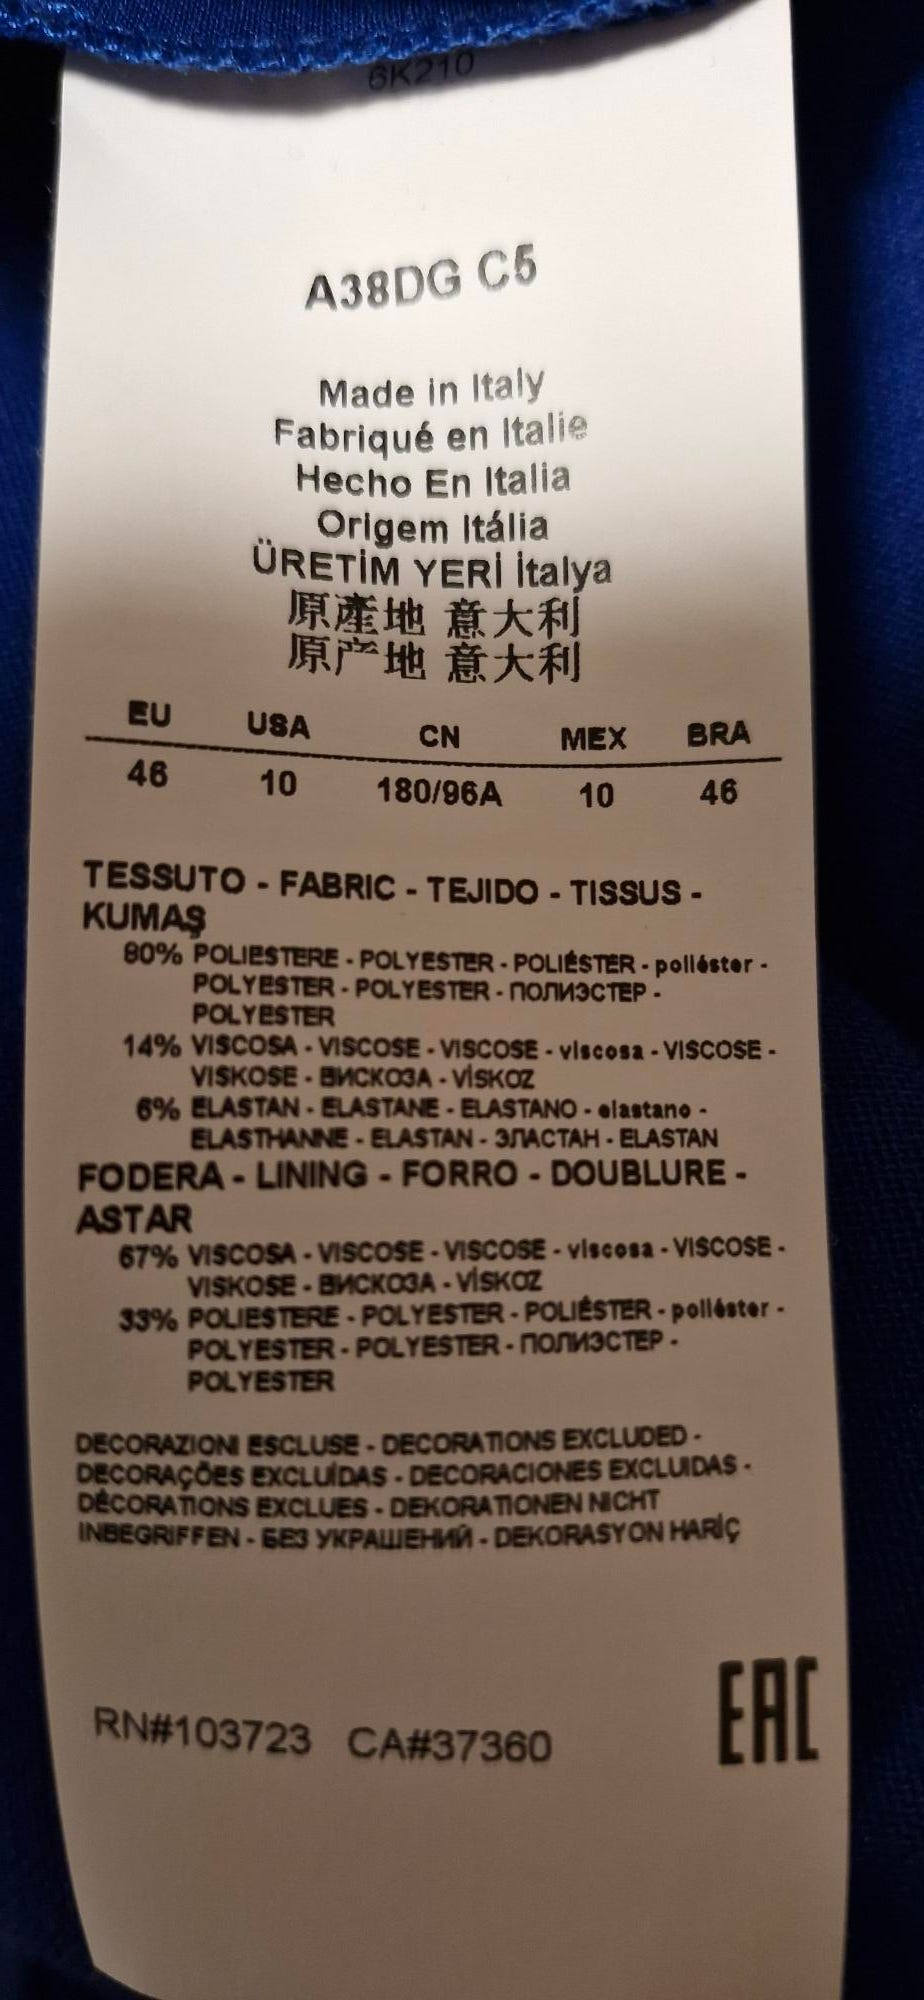 6K210
A38DG C5
Made in Italy
Fabriqué en Italie
Hecho En Italia
Origem Itália
ÜRETİM YERİ İtalya
原產地 意大利
原产地 意大利
EU USA CN MEX BRA
46 10 180/96A 10 46
TESSUTO - FABRIC - TEJIDO - TISSUS -
KUMAŞ
80% POLIESTERE - POLYESTER - POLIÉSTER - poliéster -
POLYESTER - POLYESTER - ПОЛИЭСТЕР -
POLYESTER
14% VISCOSA - VISCOSE - VISCOSE - viscosa - VISCOSE -
VISKOSE - ВИСКОЗА - VİSKOZ
6% ELASTAN - ELASTANE - ELASTANO - elastano -
ELASTHANNE - ELASTAN - ЭЛАСТАН - ELASTAN
FODERA - LINING - FORRO - DOUBLURE -
ASTAR
67% VISCOSA - VISCOSE - VISCOSE - viscosa - VISCOSE -
VISKOSE - ВИСКОЗА - VİSKOZ
33% POLIESTERE - POLYESTER - POLIÉSTER - poliéster -
POLYESTER - POLYESTER - ПОЛИЭСТЕР -
POLYESTER
DECORAZIONI ESCLUSE - DECORATIONS EXCLUDED -
DECORAÇÕES EXCLUÍDAS - DECORACIONES EXCLUIDAS -
DÉCORATIONS EXCLUES - DEKORATIONEN NICHT
INBEGRIFFEN - БЕЗ УКРАШЕНИЙ - DEKORASYON HARİÇ
RN#103723 CA#37360
EAC